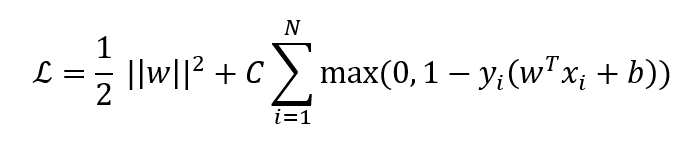 ℒ = 1/2 ||w||² + C ∑_{i=1}^{N} max(0, 1 − yᵢ(wᵀxᵢ + b))